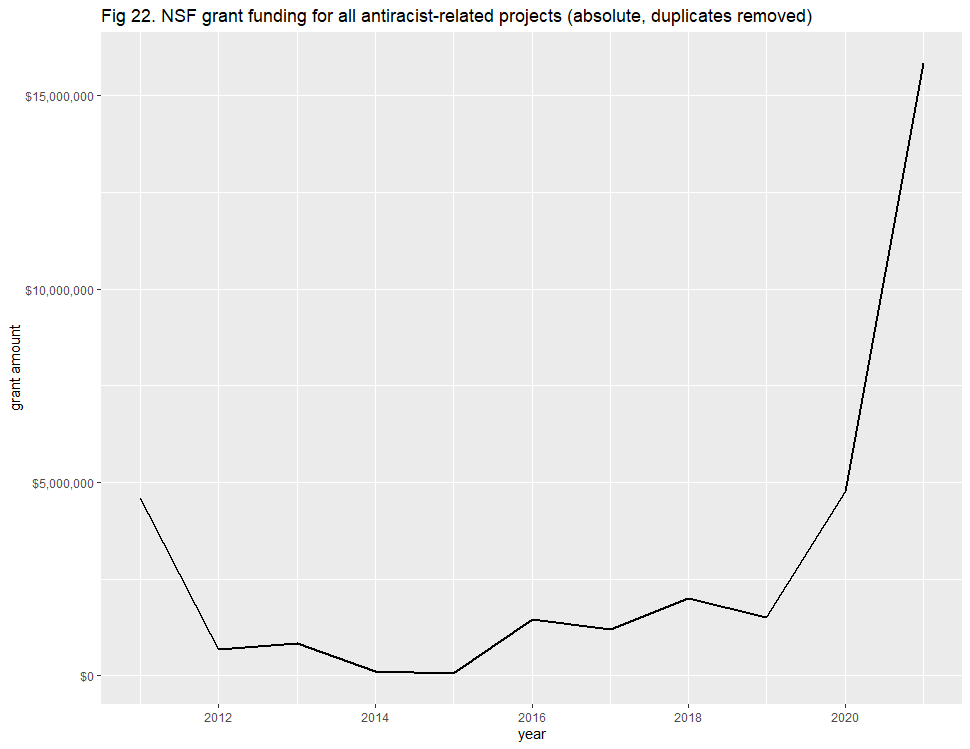 Fig 22. NSF grant funding for all antiracist-related projects (absolute, duplicates removed)
$15,000,000
$10,000,000
$5,000,000
$0
grant amount
2012 2014 2016 2018 2020
year